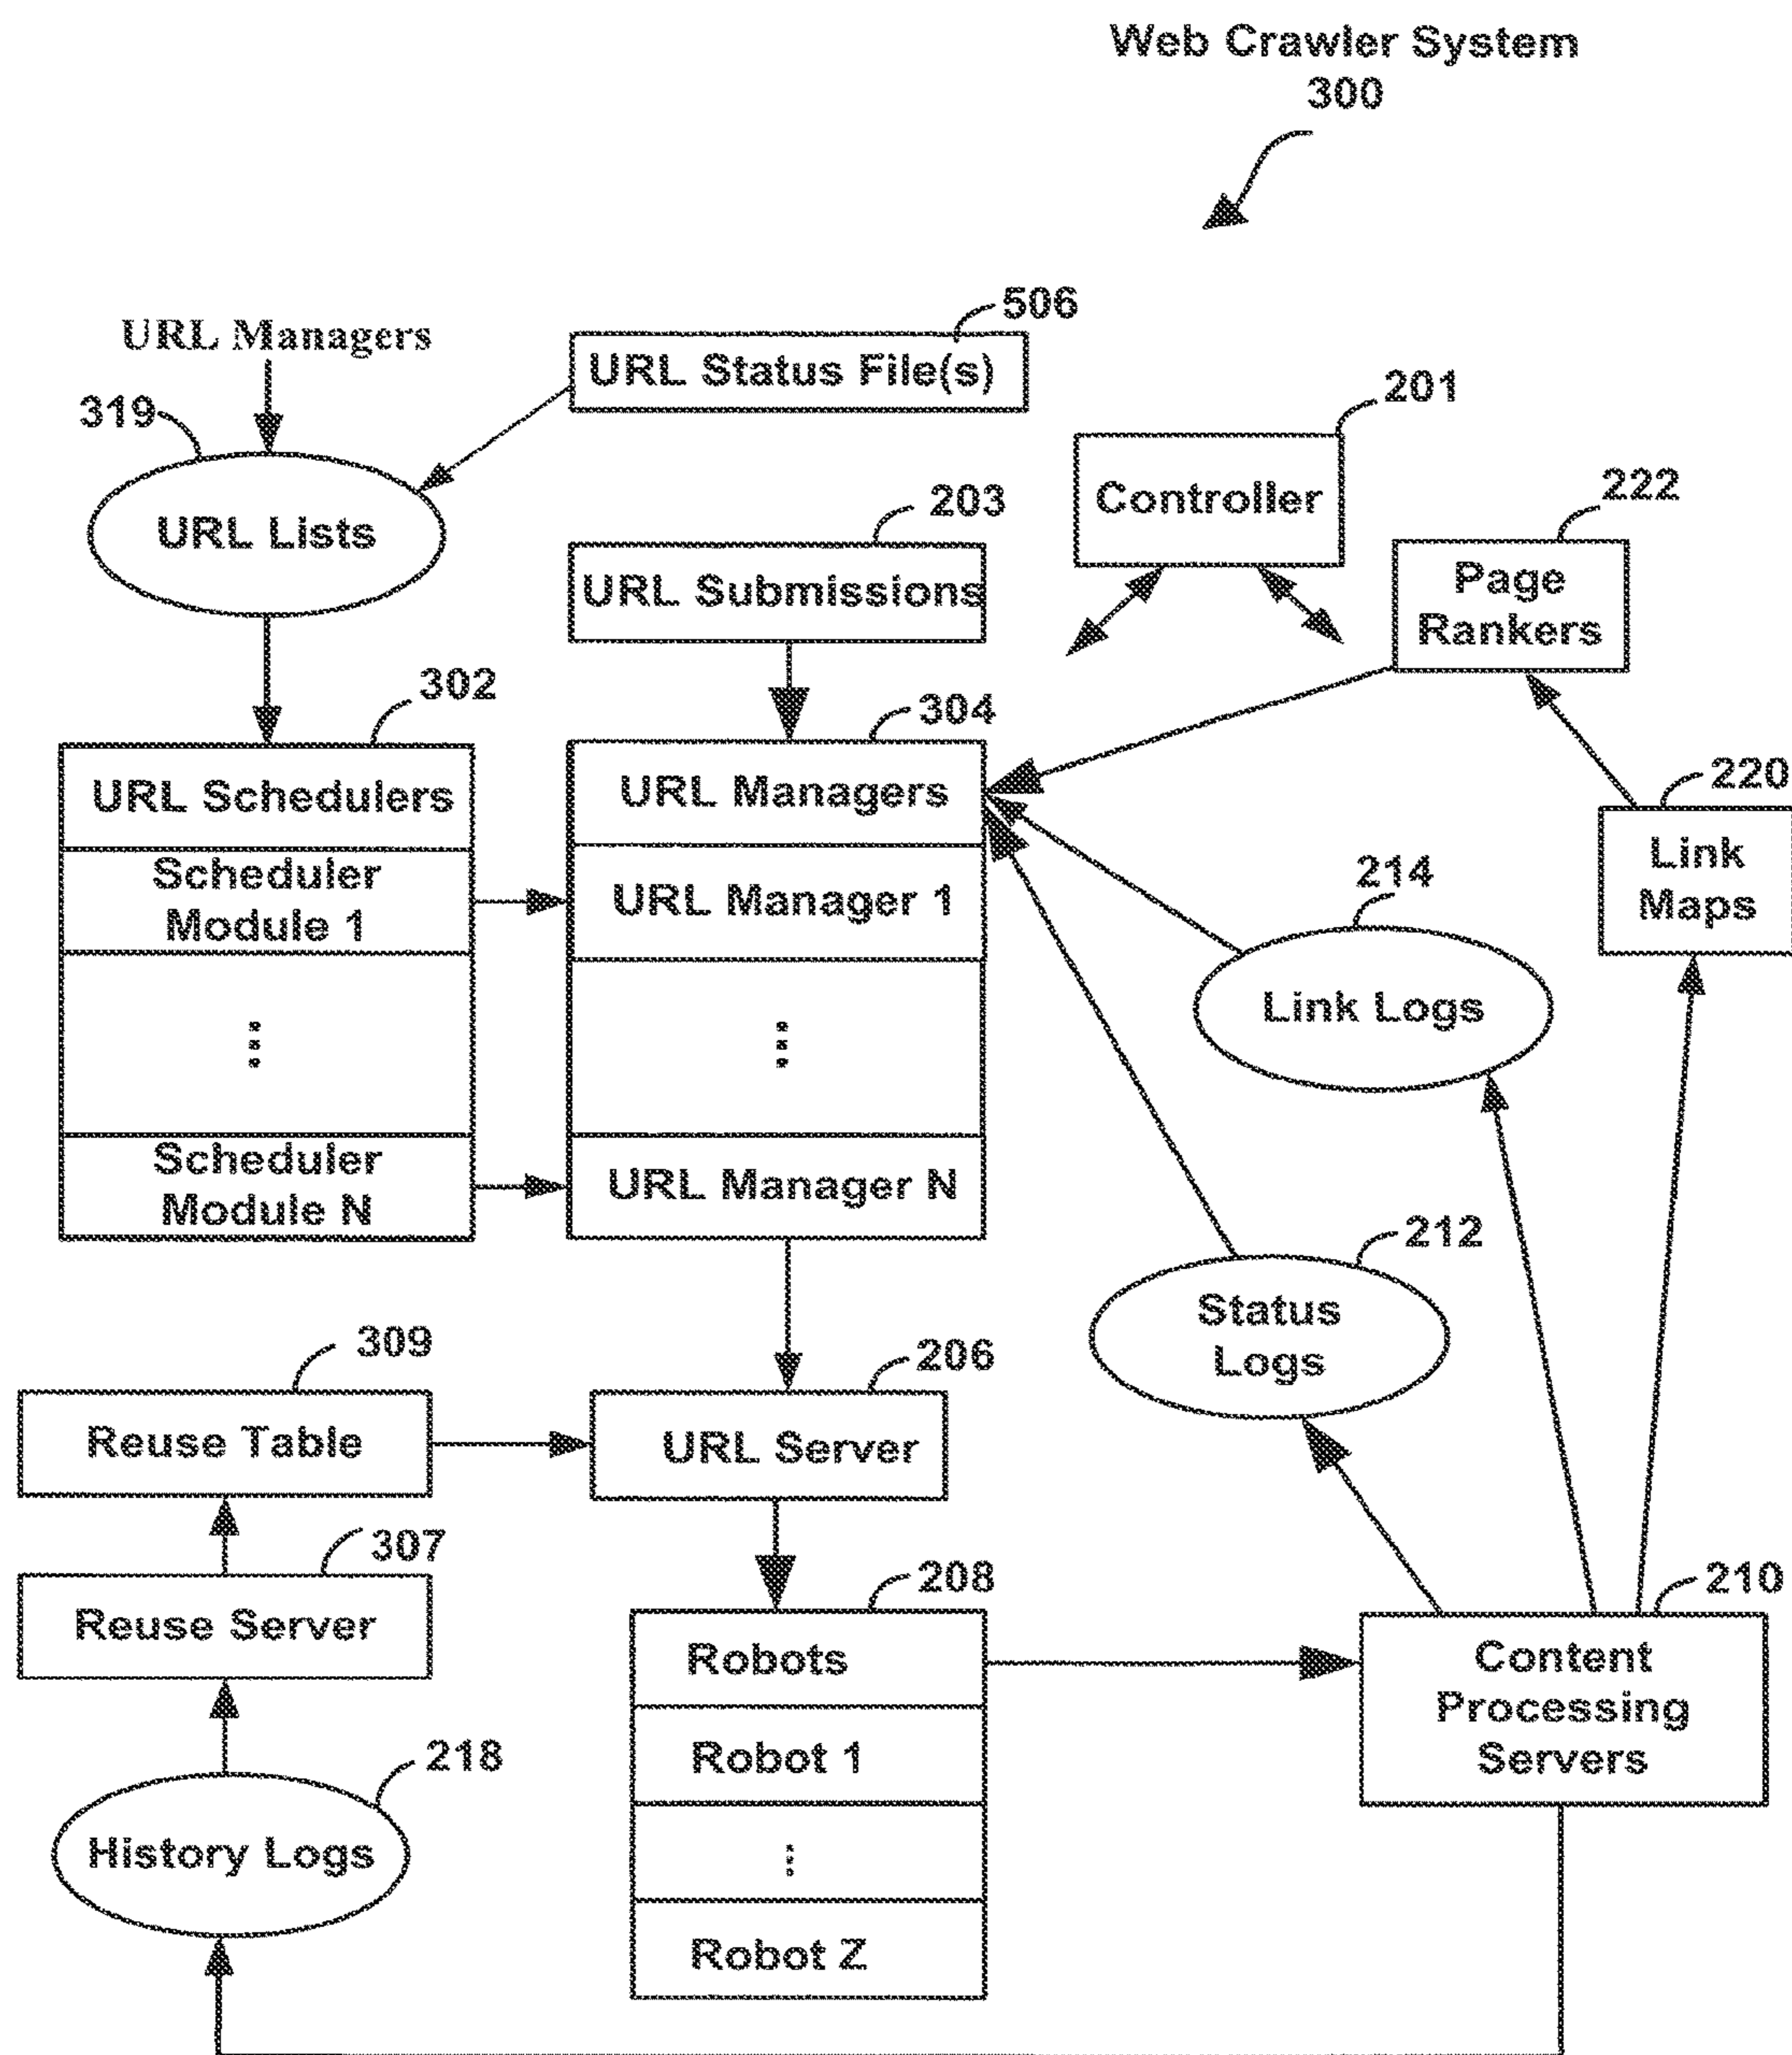 Web Crawler System
300
506
URL Managers
URL Status File(s)
201
319
222
203
URL Lists
Controller
Page
Rankers
URL Submissions
302
304
220
URL Schedulers
URL Managers
Link
Maps
Scheduler
Module 1
URL Manager 1
214
Link Logs
⋮
⋮
Scheduler
Module N
URL Manager N
212
Status
Logs
309
206
Reuse Table
URL Server
307
208
210
Reuse Server
Robots
Content
Processing
Servers
218
Robot 1
History Logs
⋮
Robot Z